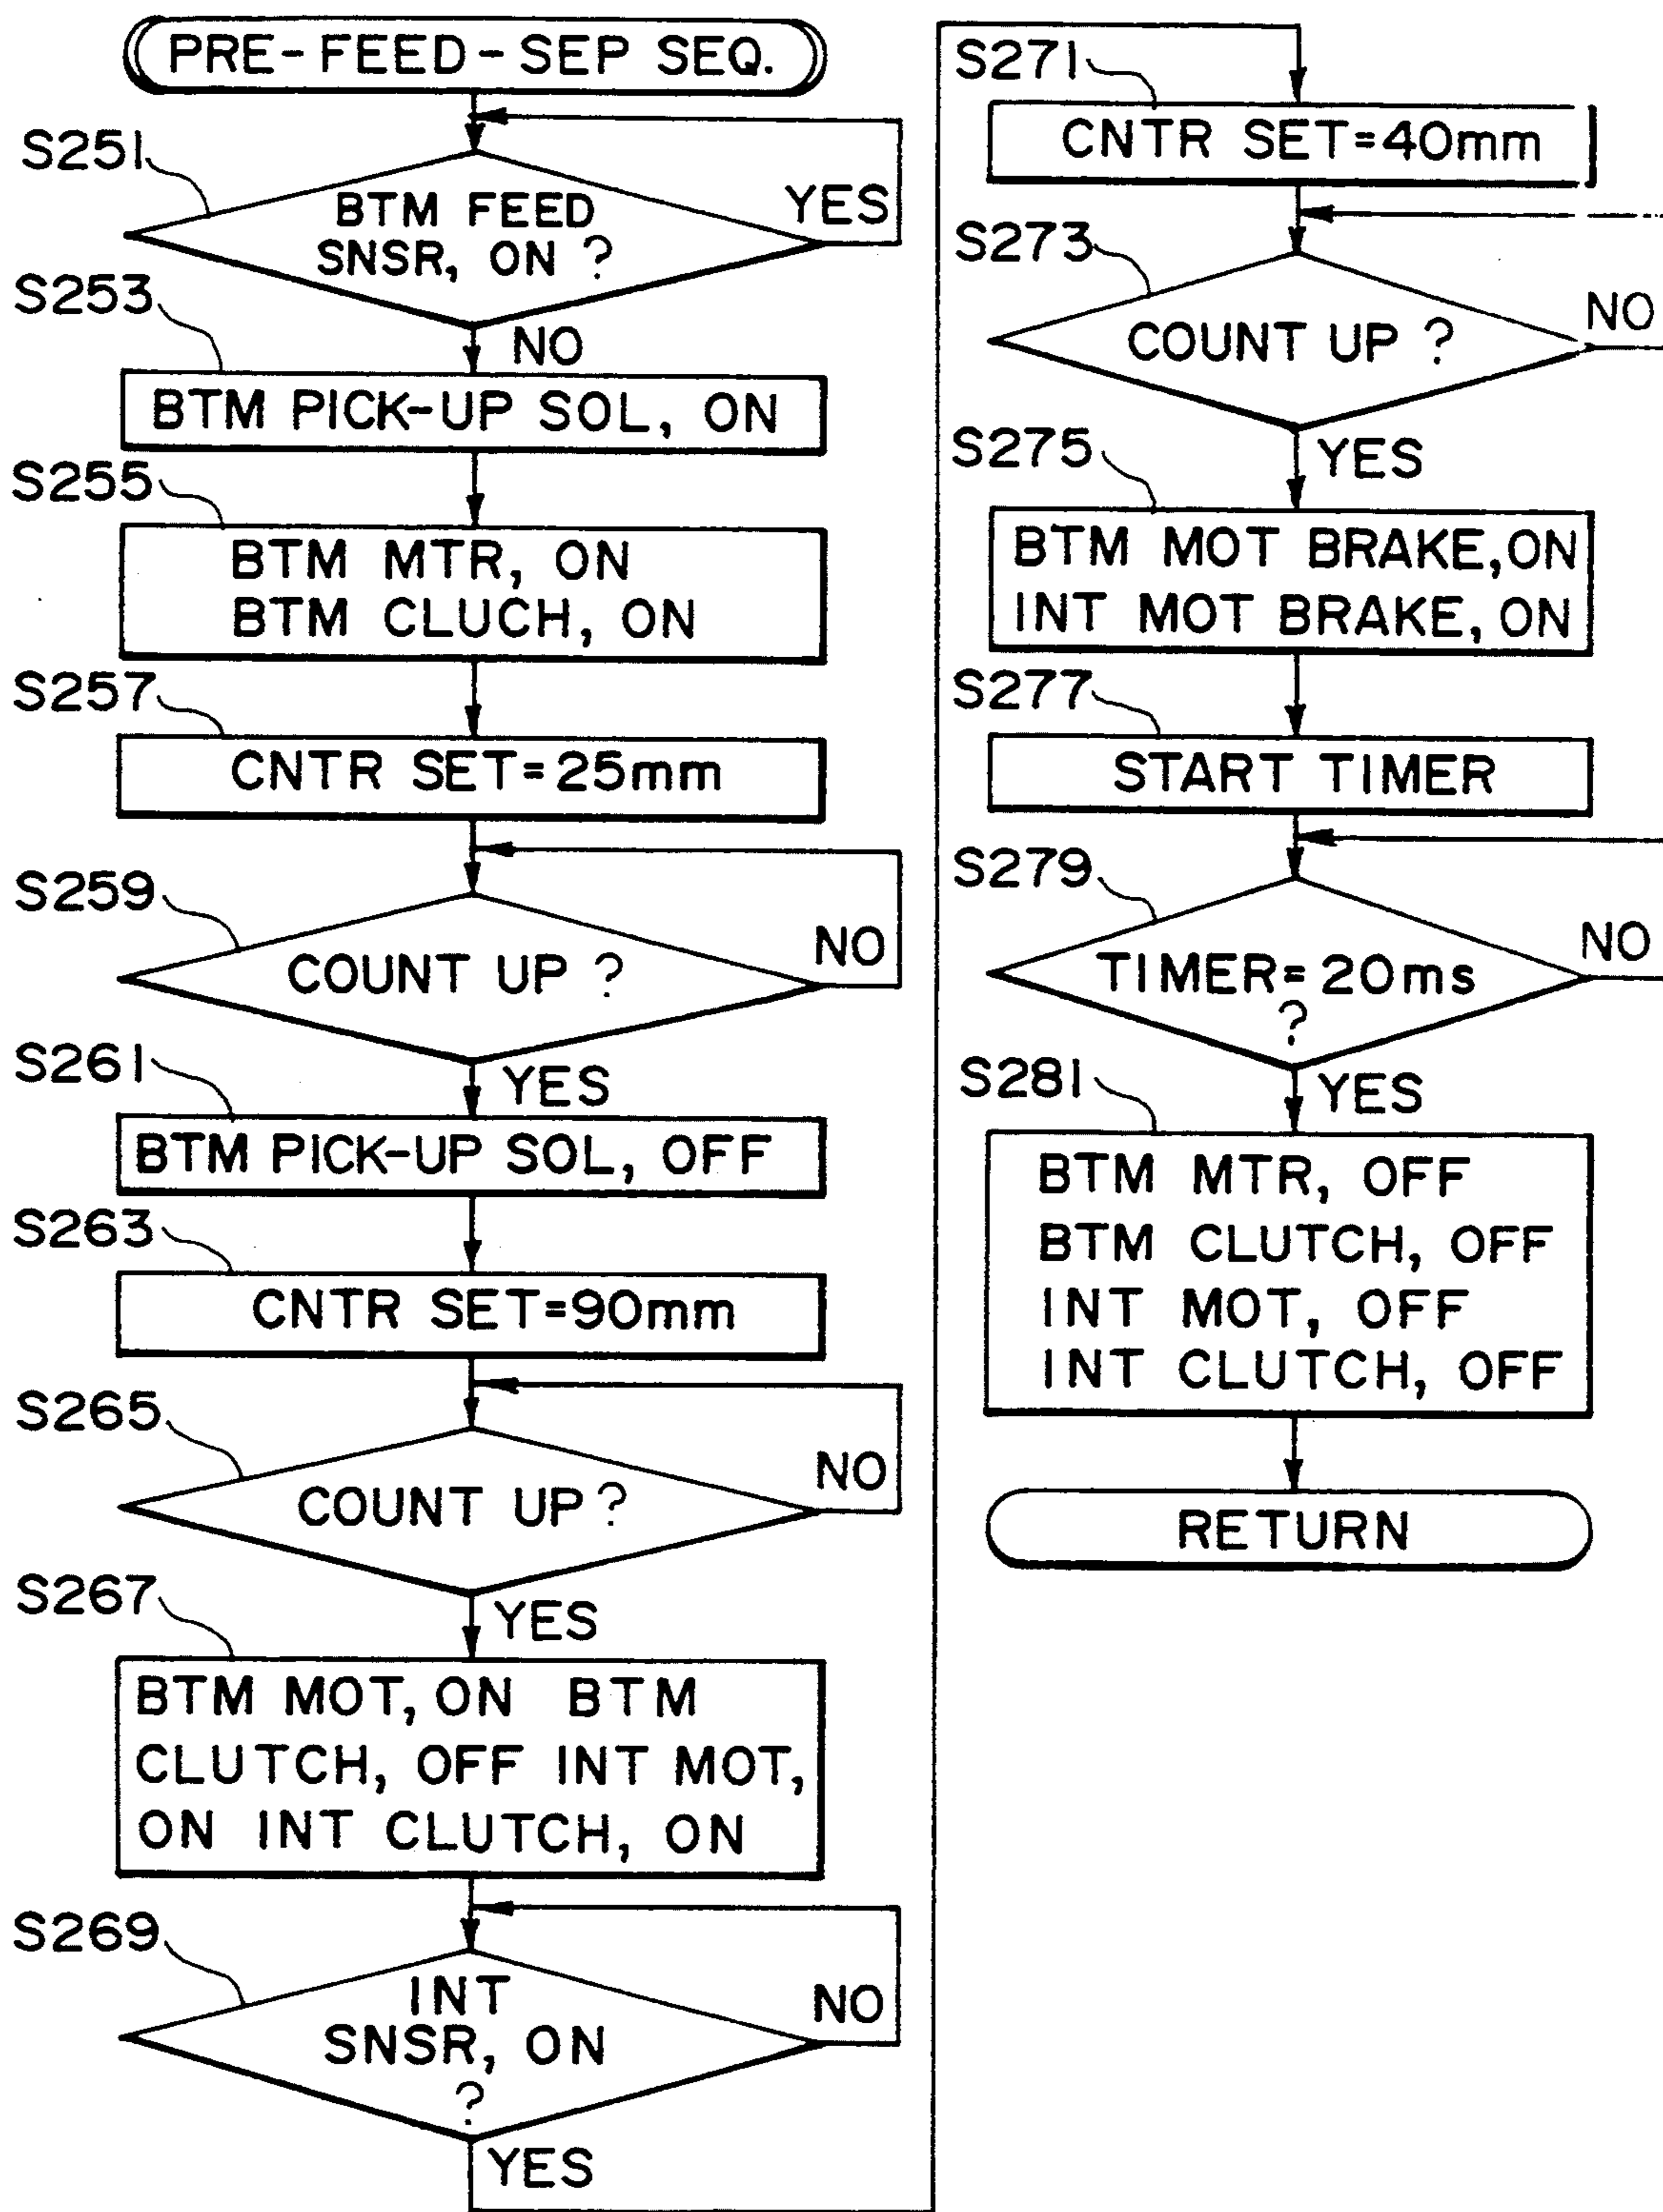 PRE-FEED-SEP SEQ.
S251
BTM FEED
SNSR, ON ?
YES
NO
S253
BTM PICK-UP SOL, ON
S255
BTM MTR, ON
BTM CLUCH, ON
S257
CNTR SET=25mm
S259
COUNT UP ?
NO
YES
S261
BTM PICK-UP SOL, OFF
S263
CNTR SET=90mm
S265
COUNT UP ?
NO
YES
S267
BTM MOT, ON BTM
CLUTCH, OFF INT MOT,
ON INT CLUTCH, ON
S269
INT
SNSR, ON
?
NO
YES
S271
CNTR SET=40mm
S273
COUNT UP ?
NO
YES
S275
BTM MOT BRAKE, ON
INT MOT BRAKE, ON
S277
START TIMER
S279
TIMER=20ms
?
NO
YES
S281
BTM MTR, OFF
BTM CLUTCH, OFF
INT MOT, OFF
INT CLUTCH, OFF
RETURN